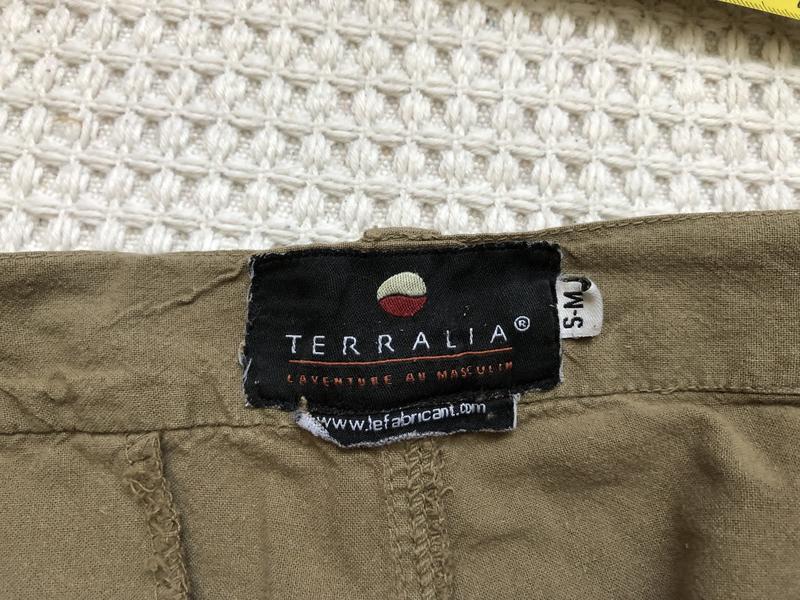 TERRALIA®
L'AVENTURE AU MASCULIN
www.lefabricant.com
S-M